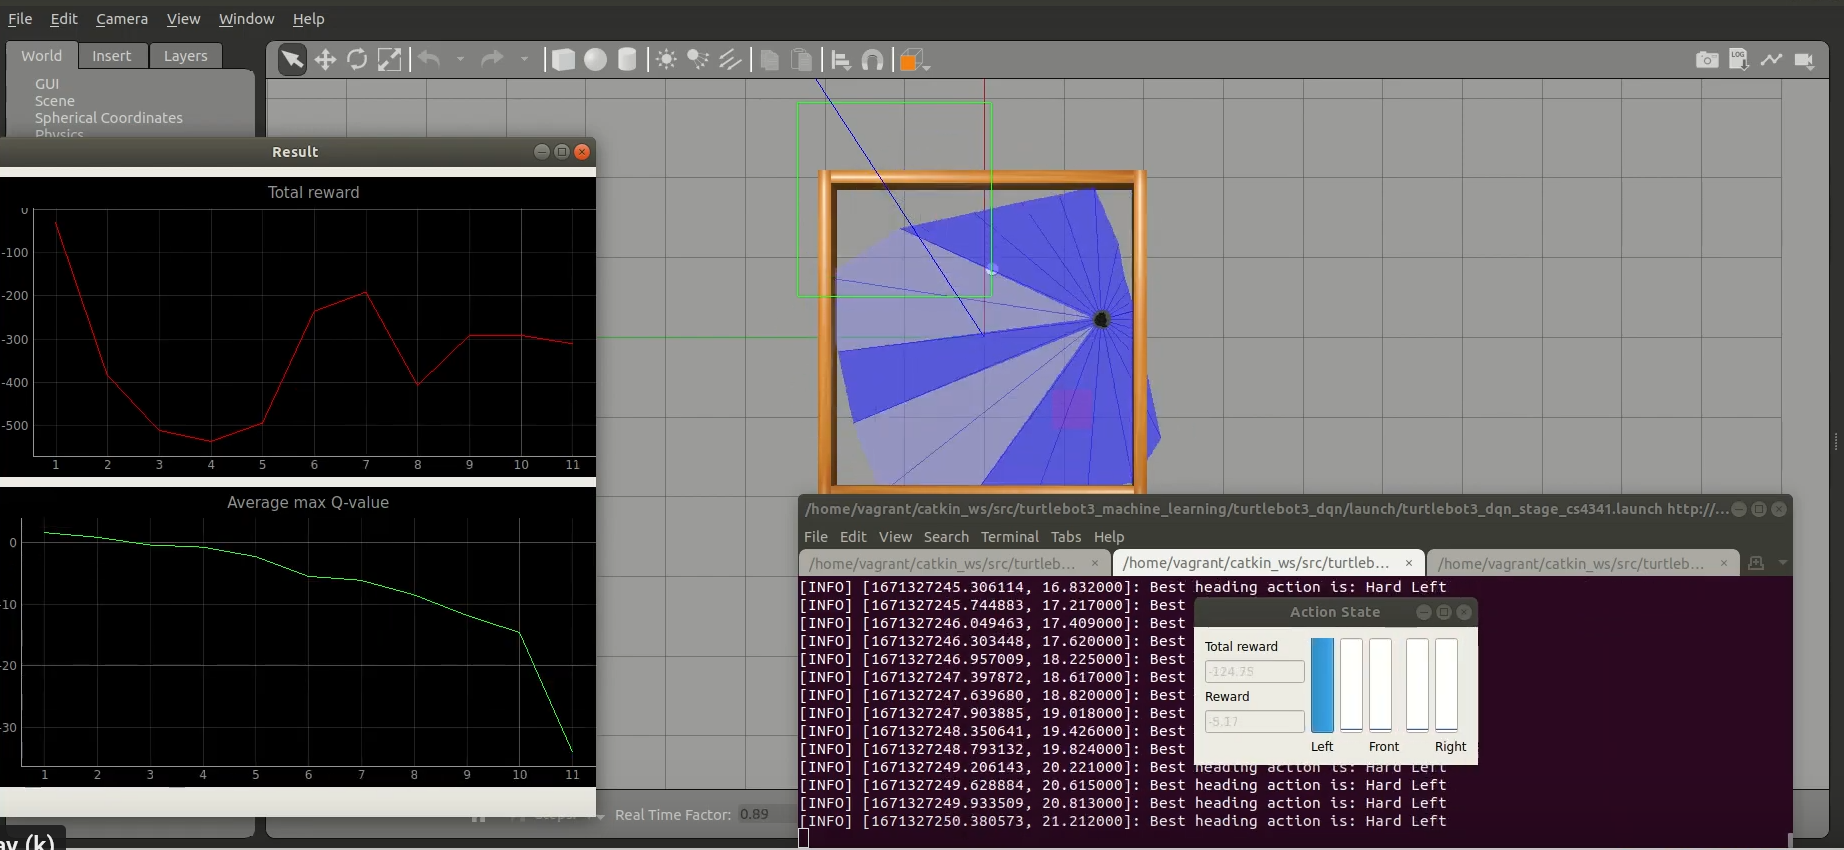 File Edit Camera View Window Help
World Insert Layers
GUI
Scene
Spherical Coordinates
Physics
LOG
Result
Total reward
0
-100
-200
-300
-400
-500
1 2 3 4 5 6 7 8 9 10 11
Average max Q-value
0
-10
-20
-30
1 2 3 4 5 6 7 8 9 10 11
Real Time Factor: 0.89
/home/vagrant/catkin_ws/src/turtlebot3_machine_learning/turtlebot3_dqn/launch/turtlebot3_dqn_stage_cs4341.launch http://...
File Edit View Search Terminal Tabs Help
/home/vagrant/catkin_ws/src/turtleb... × /home/vagrant/catkin_ws/src/turtleb... × /home/vagrant/catkin_ws/src/turtleb... ×
[INFO] [1671327245.306114, 16.832000]: Best heading action is: Hard Left
[INFO] [1671327245.744883, 17.217000]: Best
[INFO] [1671327246.049463, 17.409000]: Best
[INFO] [1671327246.303448, 17.620000]: Best
[INFO] [1671327246.957009, 18.225000]: Best
[INFO] [1671327247.397872, 18.617000]: Best
[INFO] [1671327247.639680, 18.820000]: Best
[INFO] [1671327247.903885, 19.018000]: Best
[INFO] [1671327248.350641, 19.426000]: Best
[INFO] [1671327248.793132, 19.824000]: Best
[INFO] [1671327249.206143, 20.221000]: Best heading action is: Hard Left
[INFO] [1671327249.628884, 20.615000]: Best heading action is: Hard Left
[INFO] [1671327249.933509, 20.813000]: Best heading action is: Hard Left
[INFO] [1671327250.380573, 21.212000]: Best heading action is: Hard Left
Action State
Total reward
-124.75
Reward
-5.17
Left Front Right
ay (k)